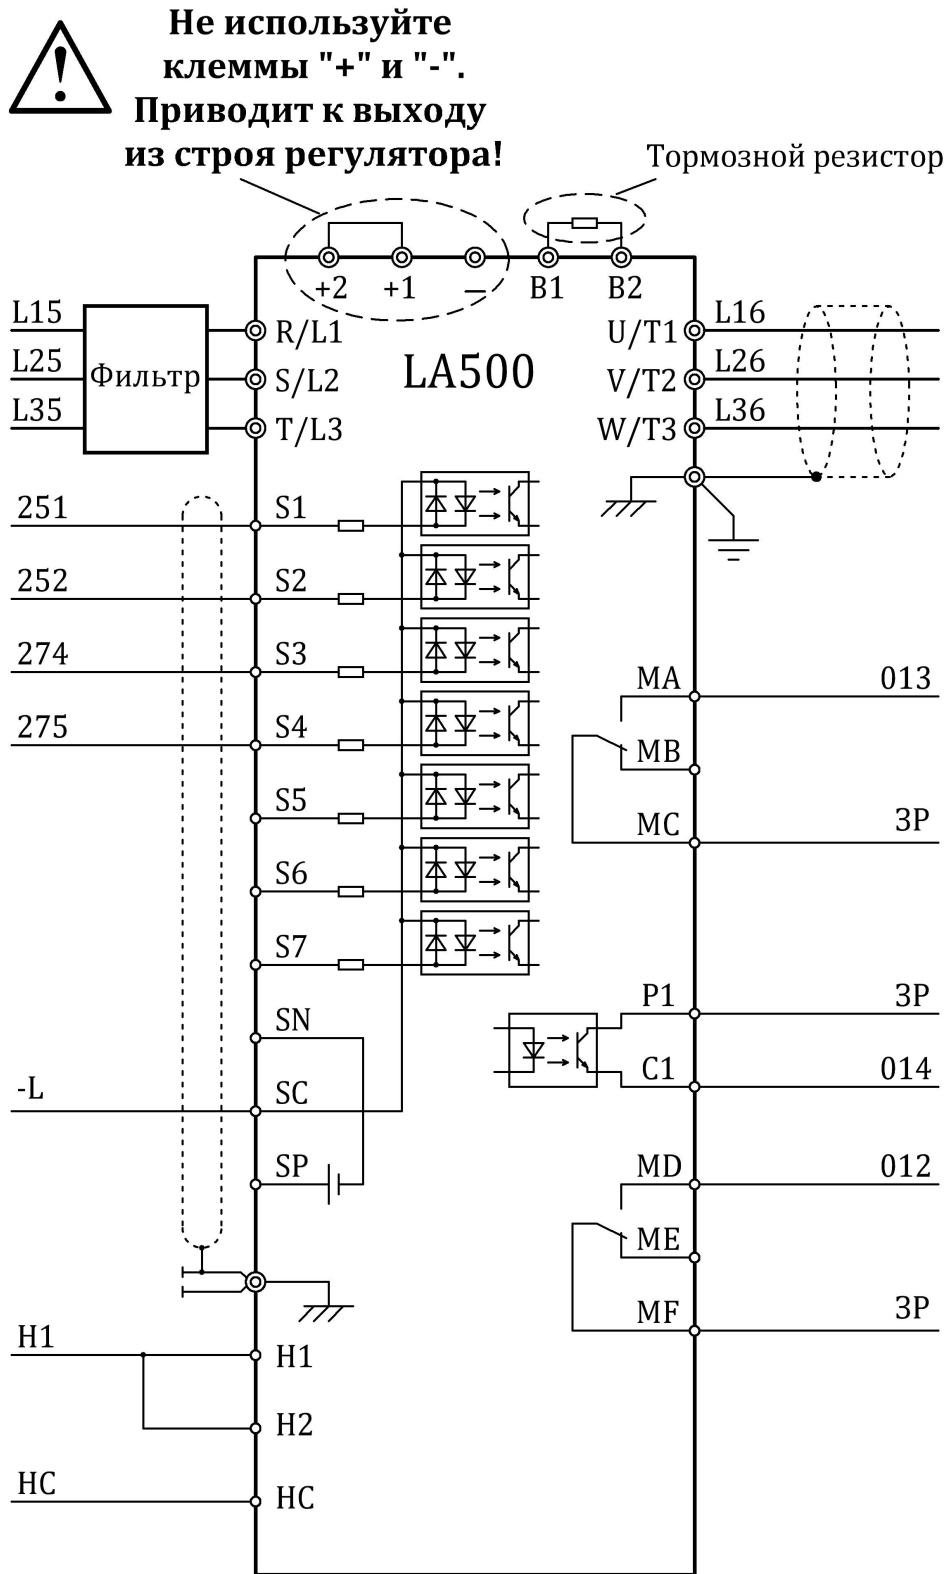 Не используйте
клеммы "+" и "-".
Приводит к выходу
из строя регулятора!
Тормозной резистор
+2 +1 — B1 B2
L15 R/L1 U/T1 L16
L25 Фильтр S/L2 LA500 V/T2 L26
L35 T/L3 W/T3 L36
251 S1
252 S2
274 S3
MA 013
275 S4
MB
S5
MC 3P
S6
S7
P1 3P
SN
C1 014
-L SC
SP MD 012
ME
MF 3P
H1 H1
H2
HC HC